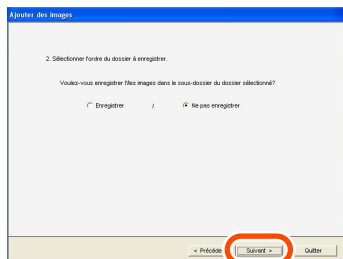 Ajouter des images
2. Sélectionner l'ordre du dossier à enregistrer.
Voulez-vous enregistrer l'/les images dans le sous-dossier du dossier sélectionné?
Enregistrer / Ne pas enregistrer
< Précéde Suivant > Quitter